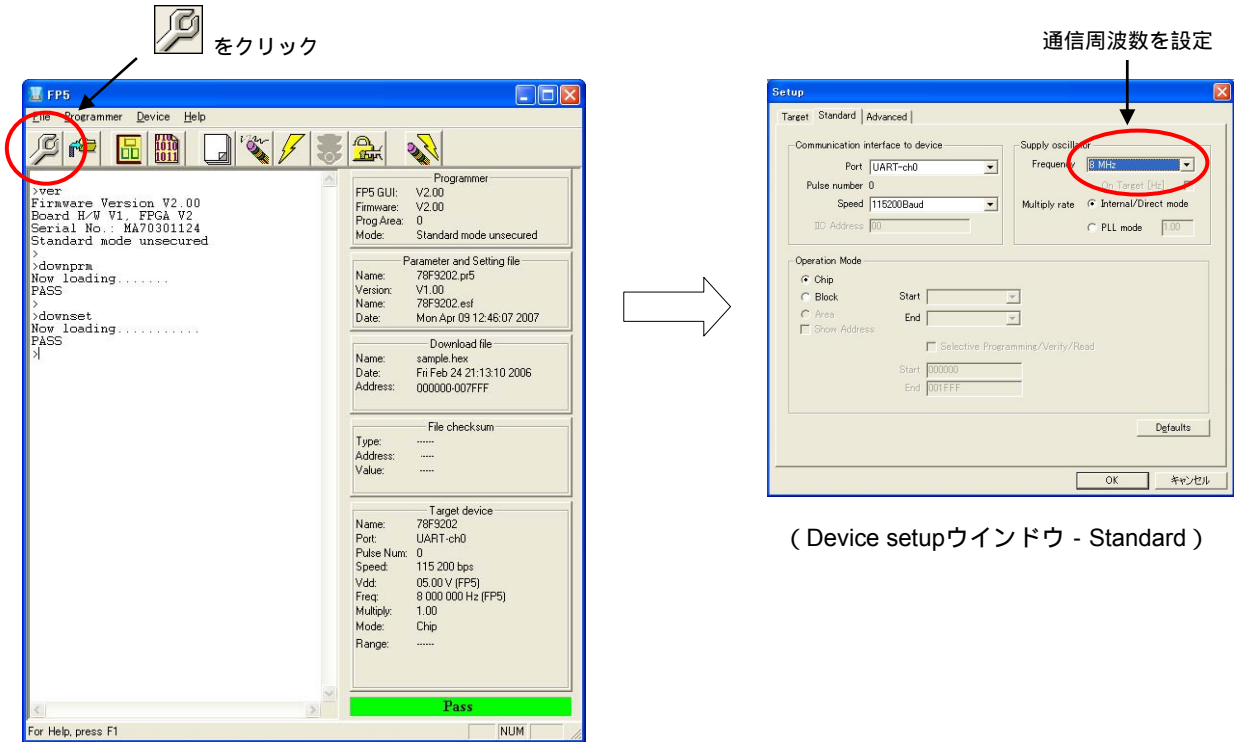 をクリック
通信周波数を設定
FP5
File Programmer Device Help
>ver
Firmware Version V2.00
Board H/W V1, FPGA V2
Serial No.: MA70301124
Standard mode unsecured
>
>downprm
Now loading.......
PASS
>
>downset
Now loading...........
PASS
>
Programmer
FP5 GUI: V2.00
Firmware: V2.00
Prog.Area: 0
Mode: Standard mode unsecured
Parameter and Setting file
Name: 78F9202.pr5
Version: V1.00
Name: 78F9202.esf
Date: Mon Apr 09 12:46:07 2007
Download file
Name: sample.hex
Date: Fri Feb 24 21:13:10 2006
Address: 000000-007FFF
File checksum
Type: ------
Address: -----
Value: -----
Target device
Name: 78F9202
Port: UART-ch0
Pulse Num: 0
Speed: 115 200 bps
Vdd: 05.00 V (FP5)
Freq: 8 000 000 Hz (FP5)
Multiply: 1.00
Mode: Chip
Range: ------
Pass
For Help, press F1
NUM
Setup
Target Standard Advanced
Communication interface to device
Port UART-ch0
Pulse number 0
Speed 115200Baud
IIC Address 00
Supply oscillator
Frequency 8 MHz
On Target [Hz]
Multiply rate Internal/Direct mode
PLL mode 1.00
Operation Mode
Chip
Block Start
Area End
Show Address
Selective Programming/Verify/Read
Start 000000
End 001FFF
Defaults
OK キャンセル
（Device setupウインドウ - Standard）